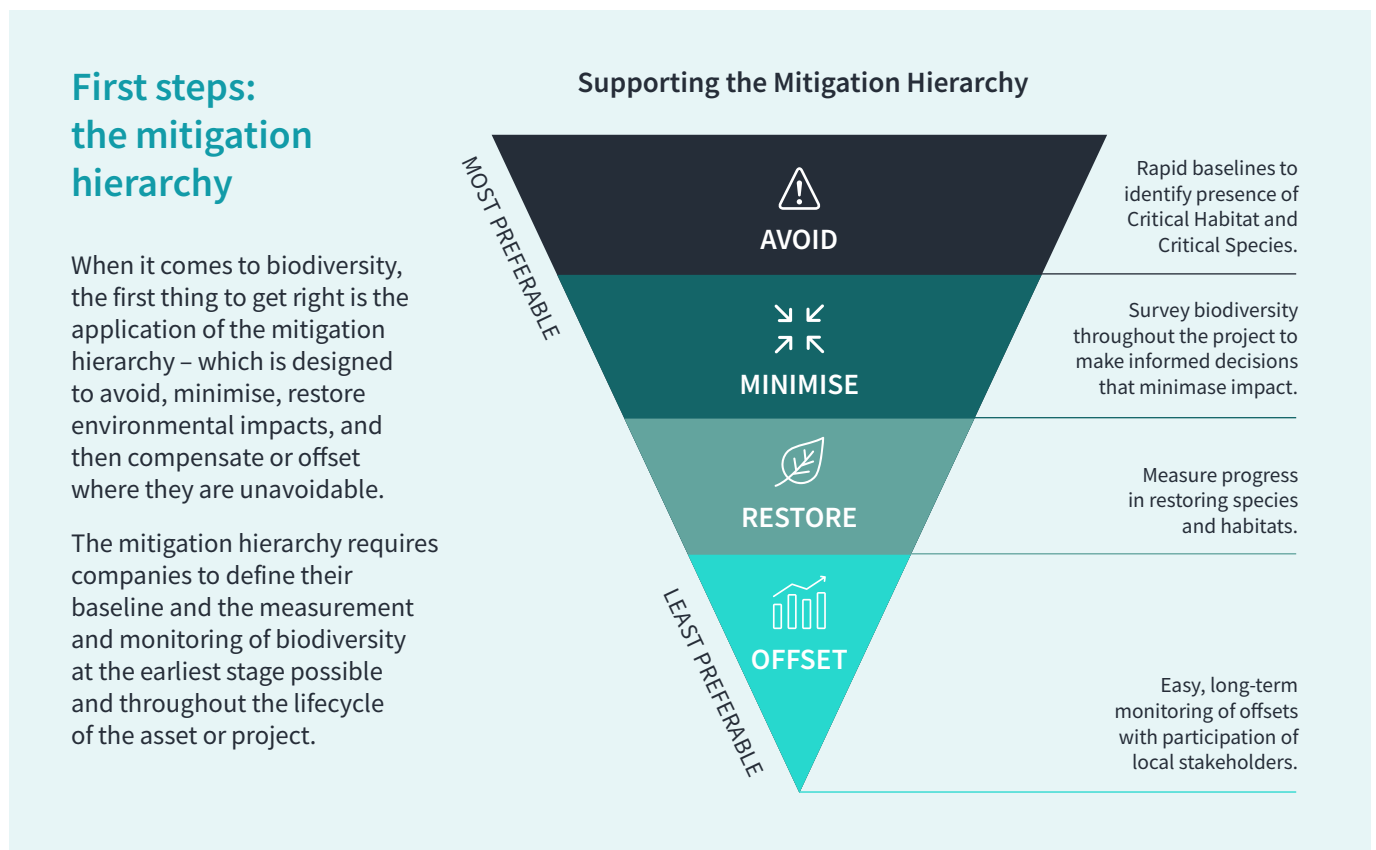 First steps:
the mitigation
hierarchy
When it comes to biodiversity,
the first thing to get right is the
application of the mitigation
hierarchy – which is designed
to avoid, minimise, restore
environmental impacts, and
then compensate or offset
where they are unavoidable.
The mitigation hierarchy requires
companies to define their
baseline and the measurement
and monitoring of biodiversity
at the earliest stage possible
and throughout the lifecycle
of the asset or project.
Supporting the Mitigation Hierarchy
MOST PREFERABLE
AVOID
Rapid baselines to
identify presence of
Critical Habitat and
Critical Species.
MINIMISE
Survey biodiversity
throughout the project to
make informed decisions
that minimase impact.
RESTORE
Measure progress
in restoring species
and habitats.
LEAST PREFERABLE
OFFSET
Easy, long-term
monitoring of offsets
with participation of
local stakeholders.